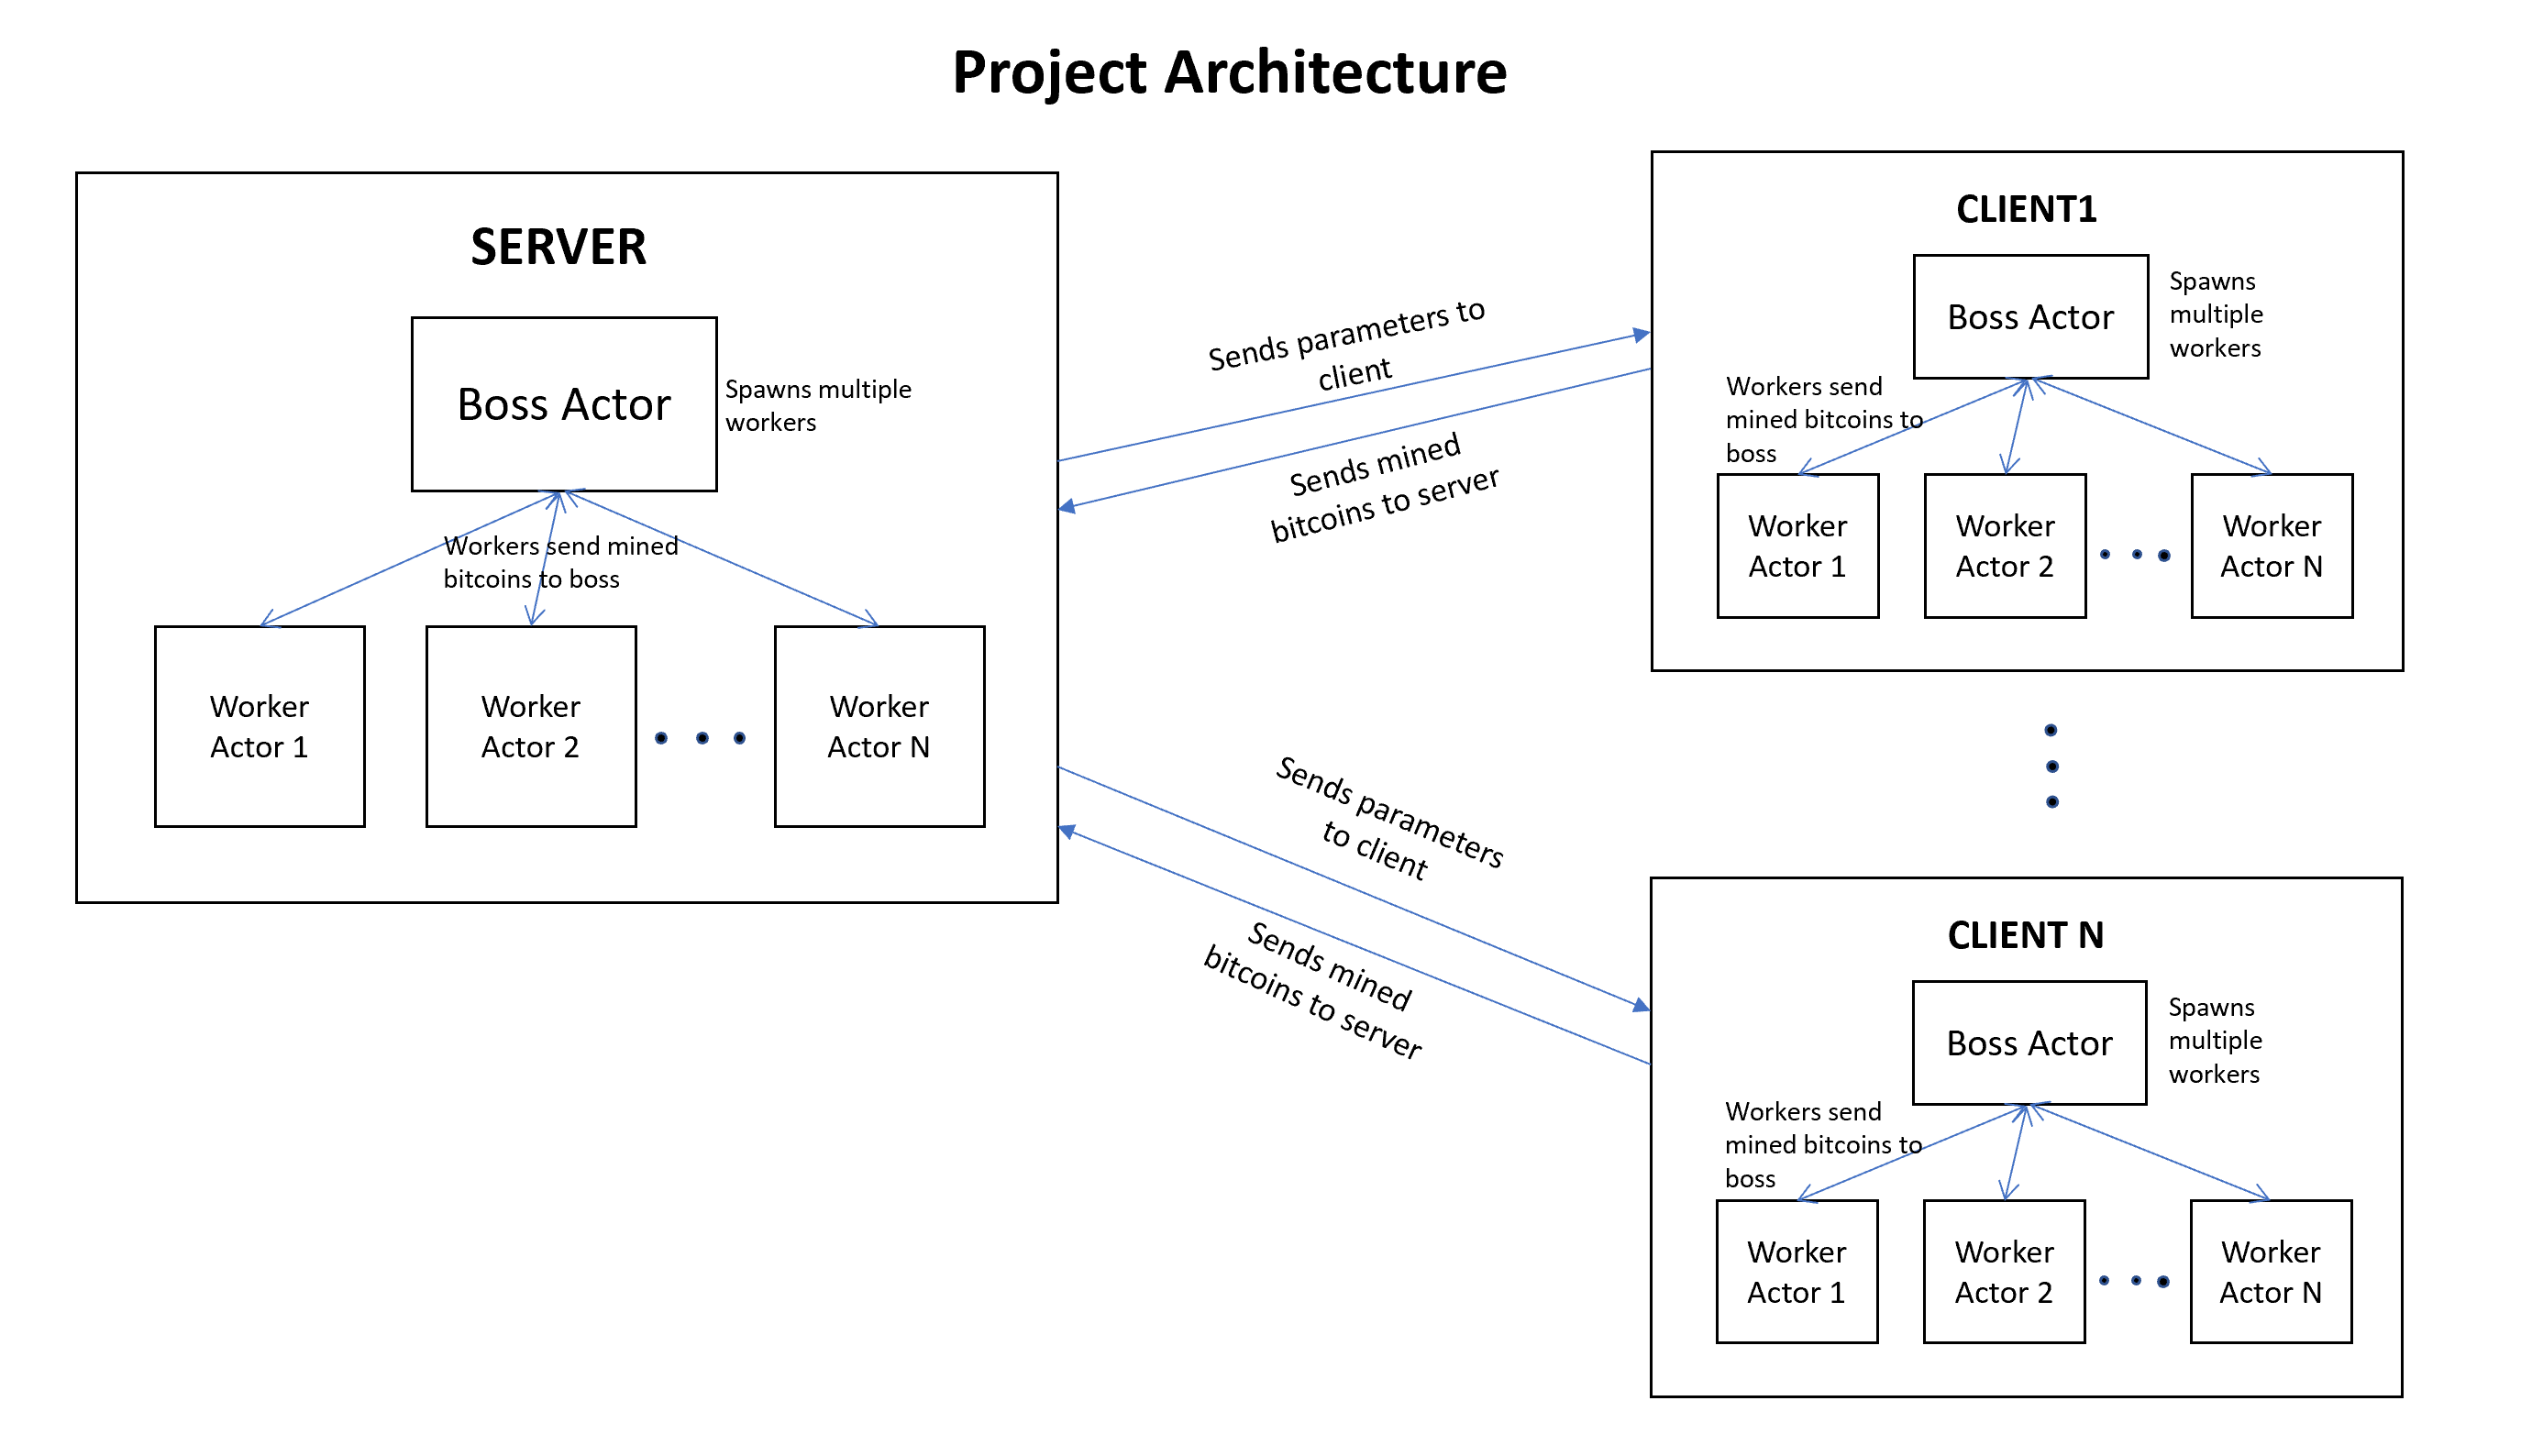 Project Architecture
SERVER
Boss Actor
Spawns multiple
workers
Workers send mined
bitcoins to boss
Worker
Actor 1
Worker
Actor 2
Worker
Actor N
Sends parameters to
client
Sends mined
bitcoins to server
Sends parameters
to client
Sends mined
bitcoins to server
CLIENT1
Boss Actor
Spawns
multiple
workers
Workers send
mined bitcoins to
boss
Worker
Actor 1
Worker
Actor 2
Worker
Actor N
CLIENT N
Boss Actor
Spawns
multiple
workers
Workers send
mined bitcoins to
boss
Worker
Actor 1
Worker
Actor 2
Worker
Actor N